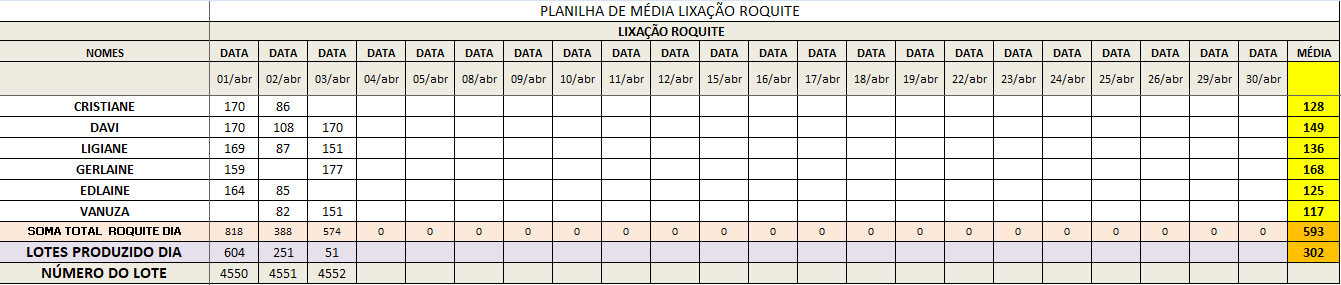 PLANILHA DE MÉDIA LIXAÇÃO ROQUITE
LIXAÇÃO ROQUITE
NOMES DATA DATA DATA DATA DATA DATA DATA DATA DATA DATA DATA DATA DATA DATA DATA DATA DATA DATA DATA DATA DATA DATA MÉDIA
01/abr 02/abr 03/abr 04/abr 05/abr 08/abr 09/abr 10/abr 11/abr 12/abr 15/abr 16/abr 17/abr 18/abr 19/abr 22/abr 23/abr 24/abr 25/abr 26/abr 29/abr 30/abr
CRISTIANE 170 86 128
DAVI 170 108 170 149
LIGIANE 169 87 151 136
GERLAINE 159 177 168
EDLAINE 164 85 125
VANUZA 82 151 117
SOMA TOTAL ROQUITE DIA 818 388 574 0 0 0 0 0 0 0 0 0 0 0 0 0 0 0 0 0 0 0 593
LOTES PRODUZIDO DIA 604 251 51 302
NÚMERO DO LOTE 4550 4551 4552